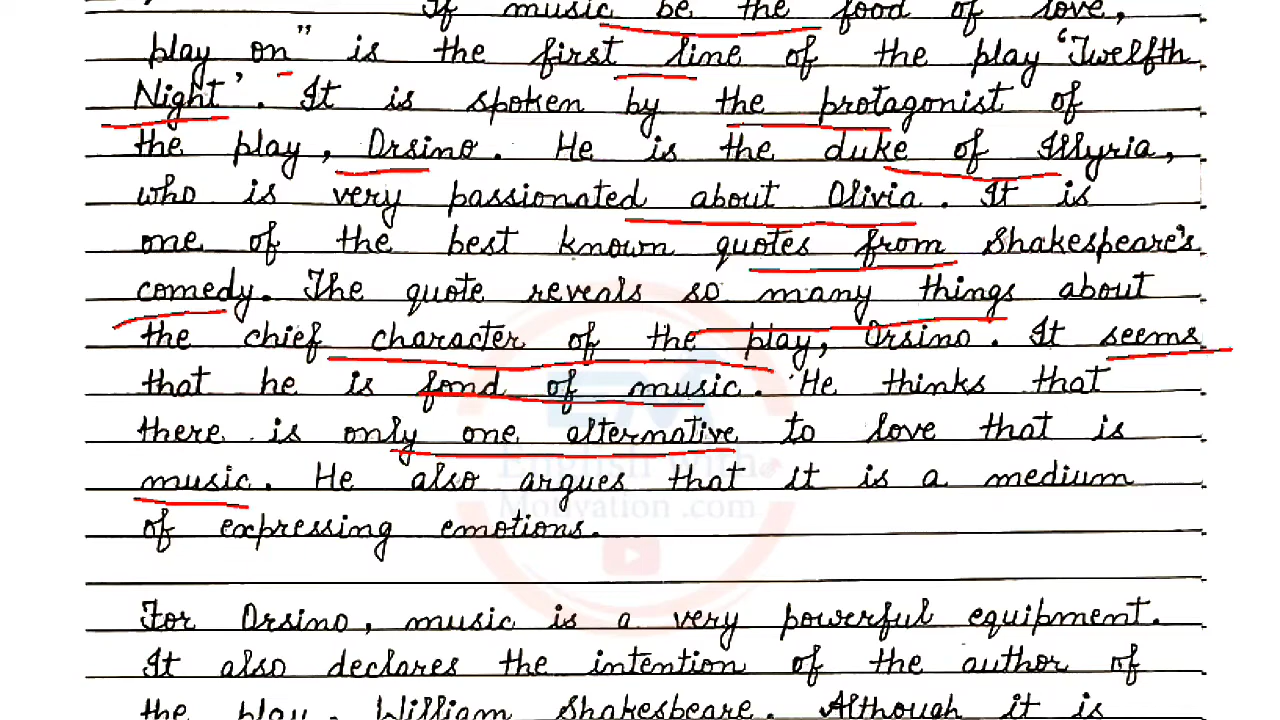 If music be the food of love,
play on" is the first line of the play 'Twelfth
Night'. It is spoken by the protagonist of
the play, Orsino. He is the duke of Illyria,
who is very passionated about Olivia. It is
one of the best known quotes from Shakespeare's
comedy. The quote reveals so many things about
the chief character of the play, Orsino. It seems
that he is fond of music. He thinks that
there is only one alternative to love that is
music. He also argues that it is a medium
of expressing emotions.
English with
Motivation .com
For Orsino, music is a very powerful equipment.
It also declares the intention of the author of
the play, William Shakespeare. Although it is